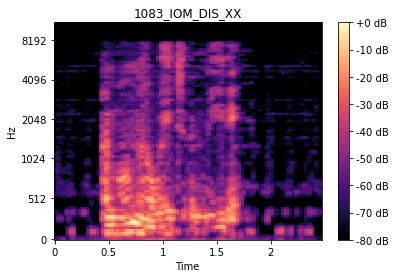 1083_IOM_DIS_XX
+0 dB
8192
-10 dB
4096
-20 dB
-30 dB
2048
-40 dB
Hz
1024
-50 dB
512
-60 dB
-70 dB
0
-80 dB
0 0.5 1 1.5 2
Time